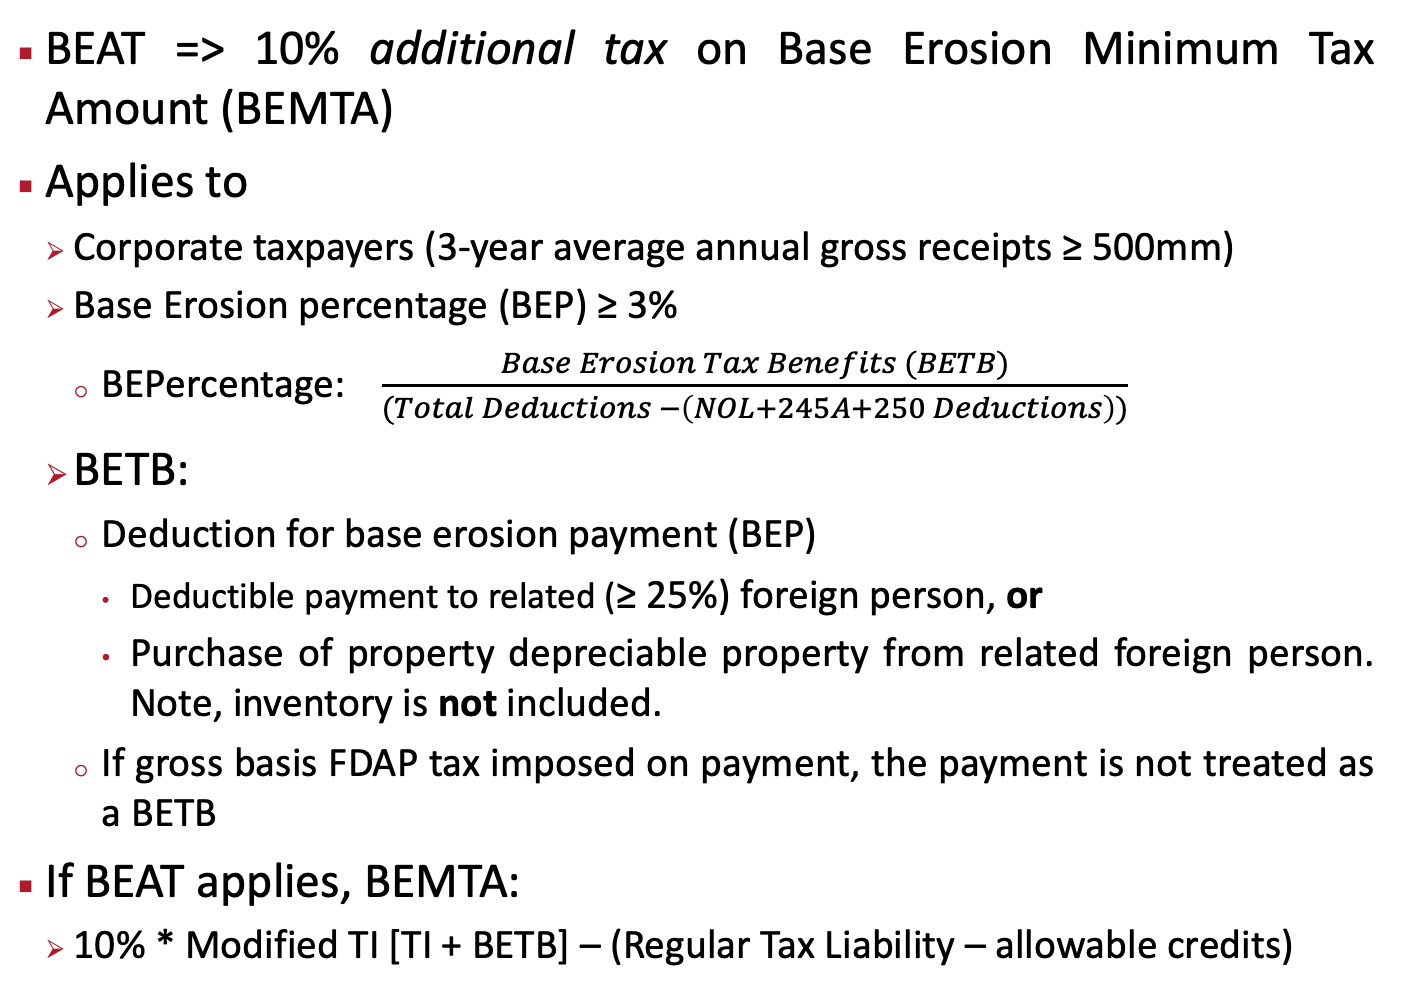 ▪ BEAT => 10% additional tax on Base Erosion Minimum Tax
Amount (BEMTA)
▪ Applies to
➢ Corporate taxpayers (3-year average annual gross receipts ≥ 500mm)
➢ Base Erosion percentage (BEP) ≥ 3%
○ BEPercentage: Base Erosion Tax Benefits (BETB)
(Total Deductions −(NOL+245A+250 Deductions))
➢ BETB:
○ Deduction for base erosion payment (BEP)
• Deductible payment to related (≥ 25%) foreign person, or
• Purchase of property depreciable property from related foreign person.
Note, inventory is not included.
○ If gross basis FDAP tax imposed on payment, the payment is not treated as
a BETB
▪ If BEAT applies, BEMTA:
➢ 10% * Modified TI [TI + BETB] – (Regular Tax Liability – allowable credits)